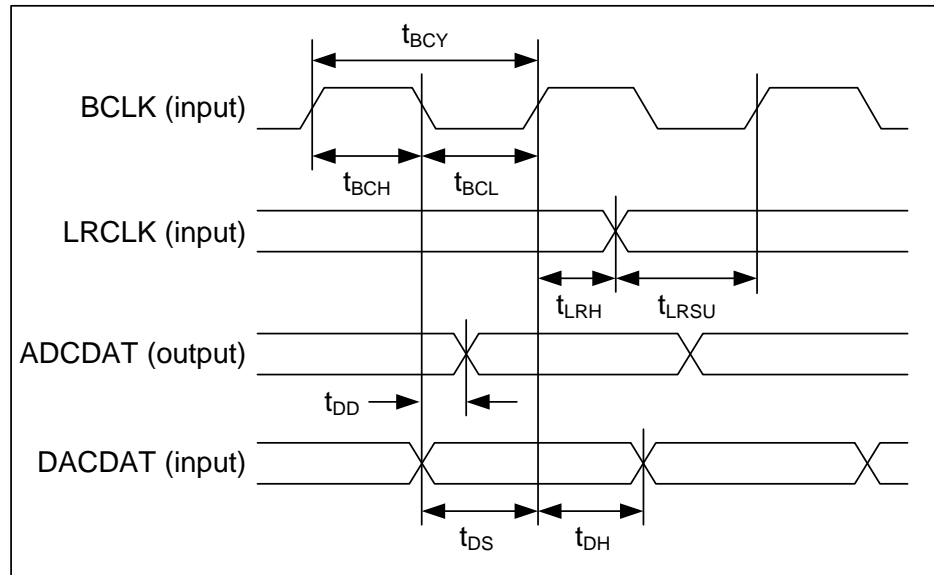 tBCY
BCLK (input)
tBCH tBCL
LRCLK (input)
tLRH tLRSU
ADCDAT (output)
tDD
DACDAT (input)
tDS tDH